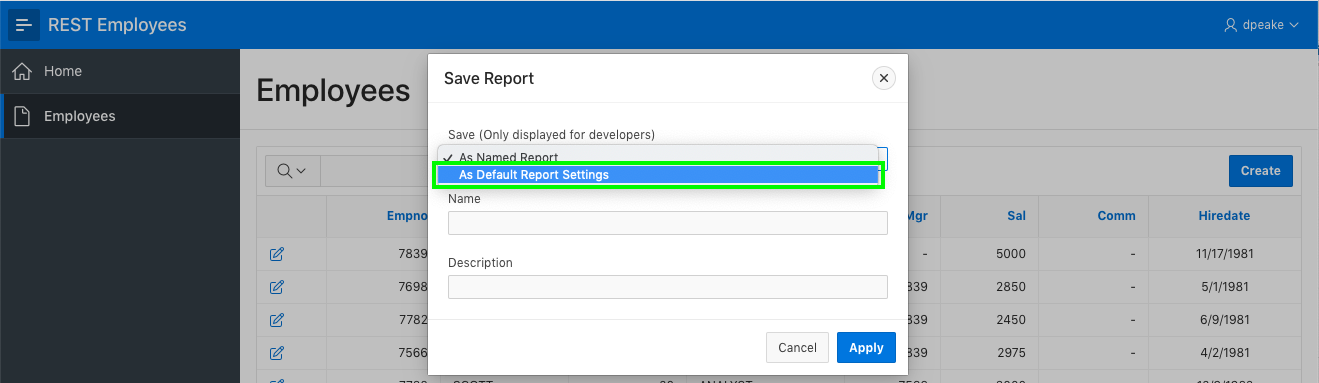 REST Employees
dpeake
Home
Employees
Employees
Save Report
Save (Only displayed for developers)
✓ As Named Report
As Default Report Settings
Name
Description
Cancel Apply
Create
Empno Mgr Sal Comm Hiredate
7839 - 5000 - 11/17/1981
7698 839 2850 - 5/1/1981
7782 839 2450 - 6/9/1981
7566 839 2975 - 4/2/1981